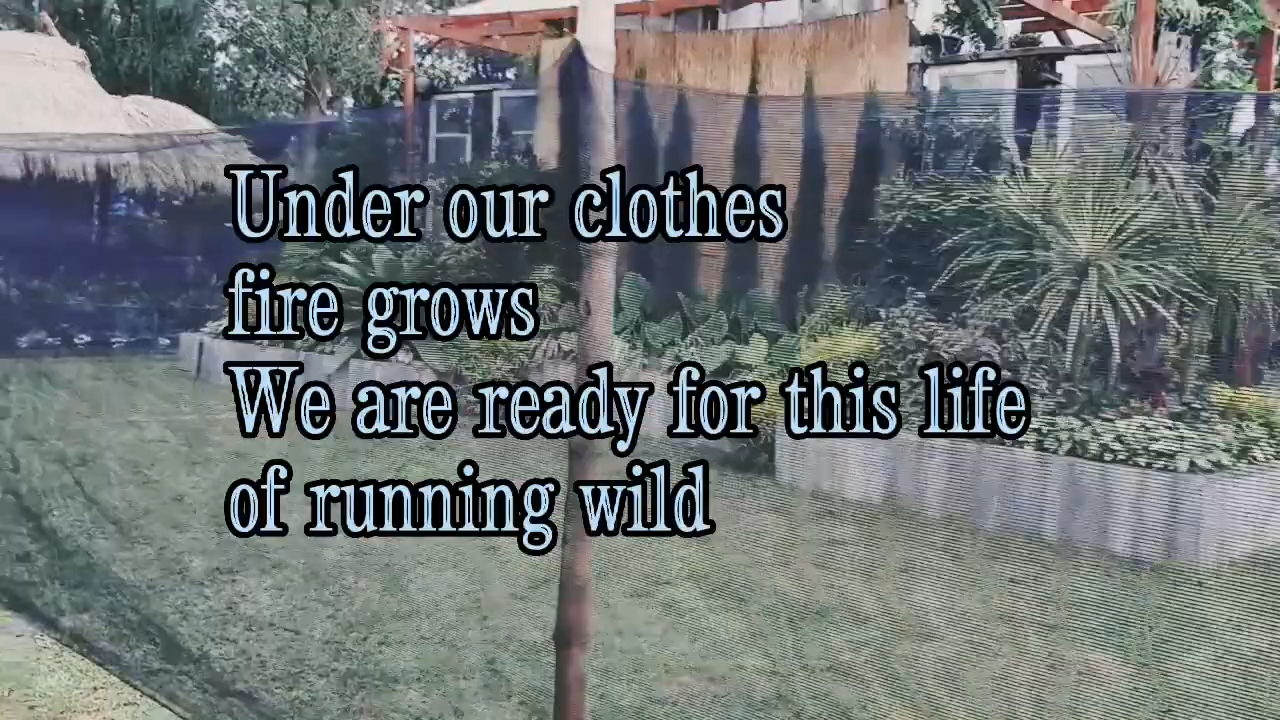 Under our clothes
fire grows
We are ready for this life
of running wild